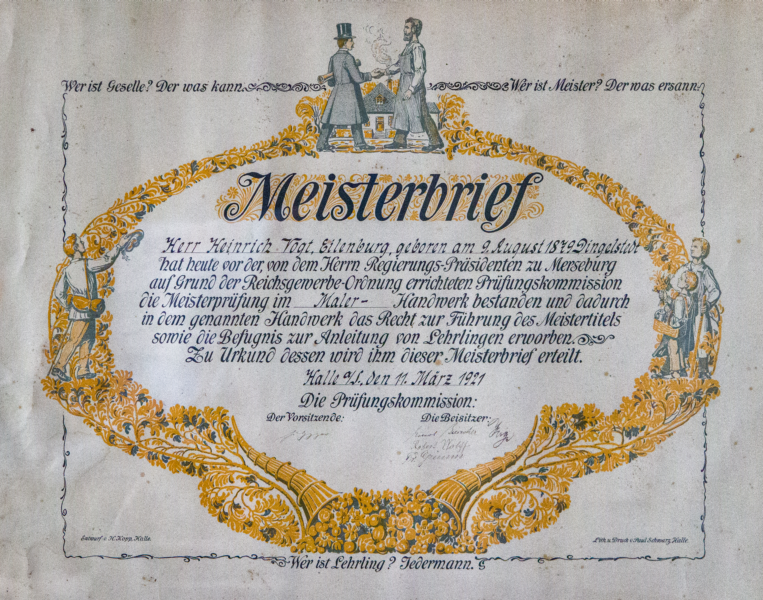 Wer ist Geselle? Der was kann.
Wer ist Meister? Der was ersann.
Meisterbrief
Herr Heinrich Vogt, Eilenburg, geboren am 9. August 1879 Dingelstedt
hat heute vor der, von dem Herrn Regierungs-Präsidenten zu Merseburg
auf Grund der Reichsgewerbe-Ordnung errichteten Prüfungskommission
die Meisterprüfung im Maler- Handwerk bestanden und dadurch
in dem genannten Handwerk das Recht zur Führung des Meistertitels
sowie die Befugnis zur Anleitung von Lehrlingen erworben.
Zu Urkund dessen wird ihm dieser Meisterbrief erteilt.
Halle a/S. den 11. März 1921
Die Prüfungskommission:
Der Vorsitzende: Die Beisitzer:
Entwurf v. H. Kopp, Halle.
Lith. u. Druck v. Paul Schwarz, Halle.
Wer ist Lehrling? Jedermann.